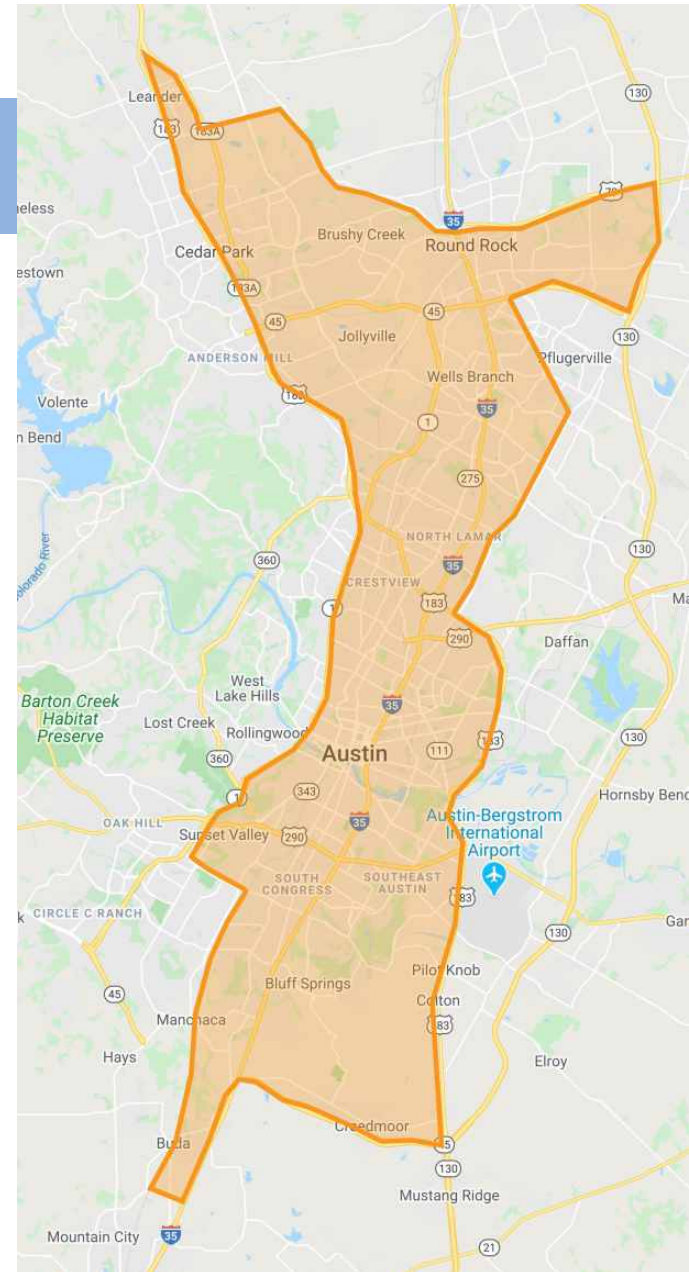 130
Leander
183
183A
79
eless
35
Brushy Creek
Round Rock
Cedar Park
estown
183A
45
45
Jollyville
130
ANDERSON MILL
Pflugerville
Wells Branch
183
Volente
35
1
n Bend
275
NORTH LAMAR
130
360
35
CRESTVIEW
Colorado River
Ma
183
1
290
Daffan
West
Lake Hills
Barton Creek
Habitat
Preserve
35
Lost Creek
Rollingwood
130
183
Austin
111
360
343
1
Hornsby Bend
Austin-Bergstrom
International
Airport
35
OAK HILL
Sunset Valley
290
SOUTH
CONGRESS
SOUTHEAST
AUSTIN
183
k
CIRCLE C RANCH
Gar
130
Pilot Knob
Bluff Springs
45
Colton
Manchaca
183
Hays
Elroy
Creedmoor
Buda
45
130
Mustang Ridge
Mountain City
35
21